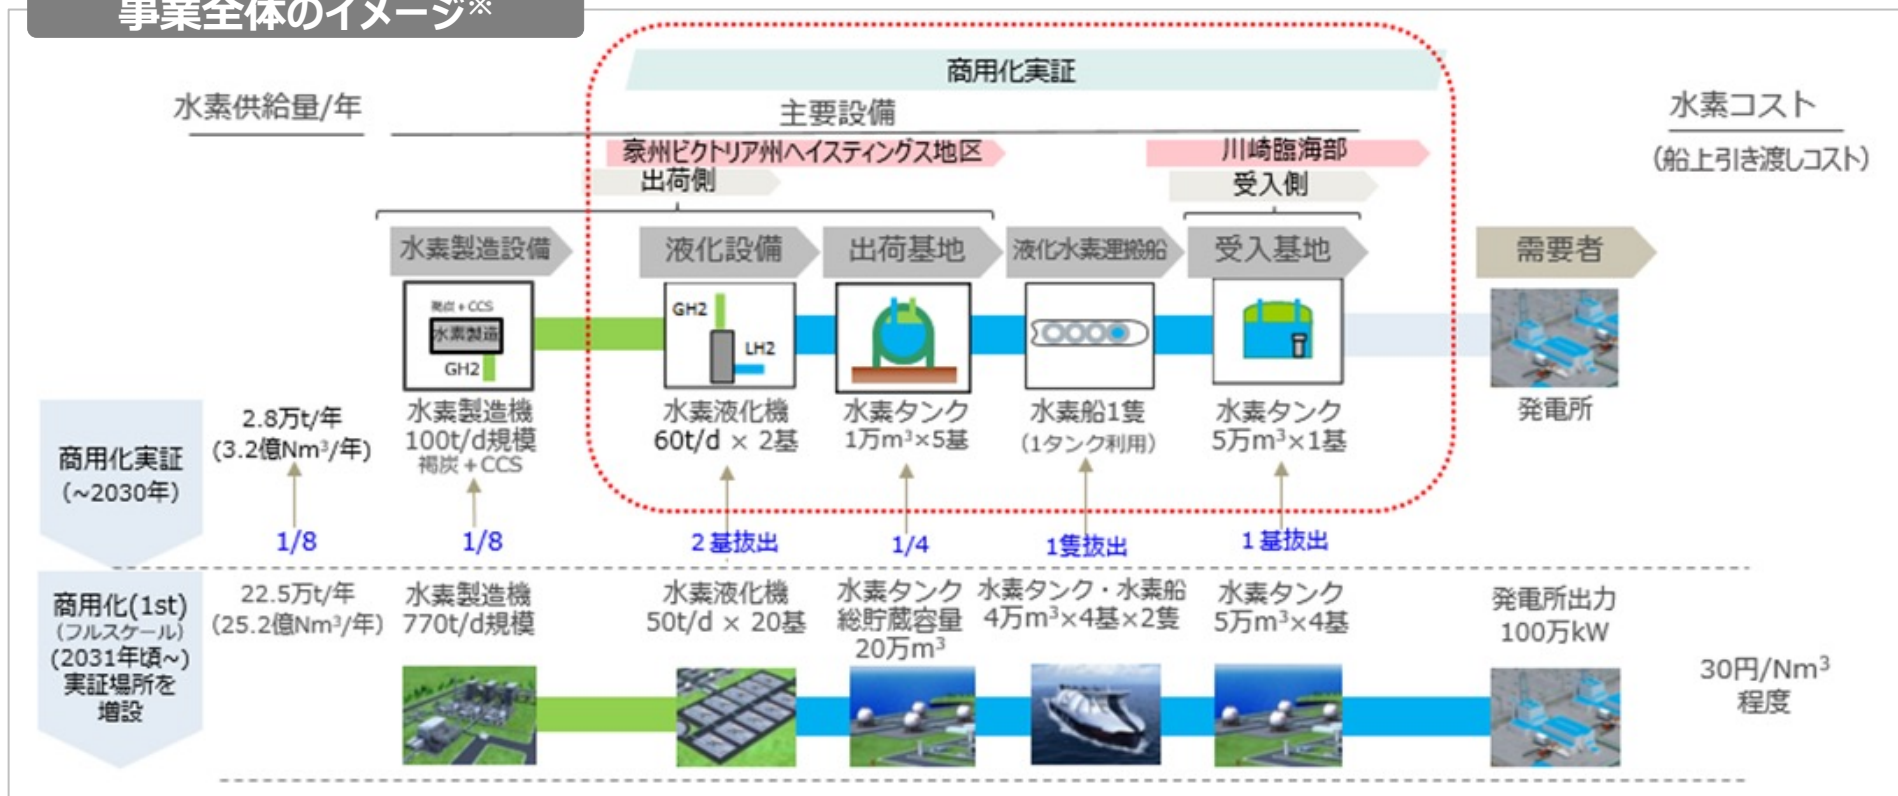 事業全体のイメージ※
商用化実証
水素供給量/年
主要設備
水素コスト
(船上引き渡しコスト)
豪州ビクトリア州ヘイスティングス地区
川崎臨海部
出荷側
受入側
水素製造設備
液化設備
出荷基地
液化水素運搬船
受入基地
需要者
褐炭+CCS
水素製造
GH2
GH2
LH2
商用化実証
(~2030年)
2.8万t/年
(3.2億Nm³/年)
水素製造機
100t/d規模
褐炭+CCS
水素液化機
60t/d × 2基
水素タンク
1万m³×5基
水素船1隻
(1タンク利用)
水素タンク
5万m³×1基
発電所
1/8
1/8
2基抜出
1/4
1隻抜出
1基抜出
商用化(1st)
(フルスケール)
(2031年頃~)
実証場所を
増設
22.5万t/年
(25.2億Nm³/年)
水素製造機
770t/d規模
水素液化機
50t/d × 20基
水素タンク
総貯蔵容量
20万m³
水素タンク・水素船
4万m³×4基×2隻
水素タンク
5万m³×4基
発電所出力
100万kW
30円/Nm³
程度